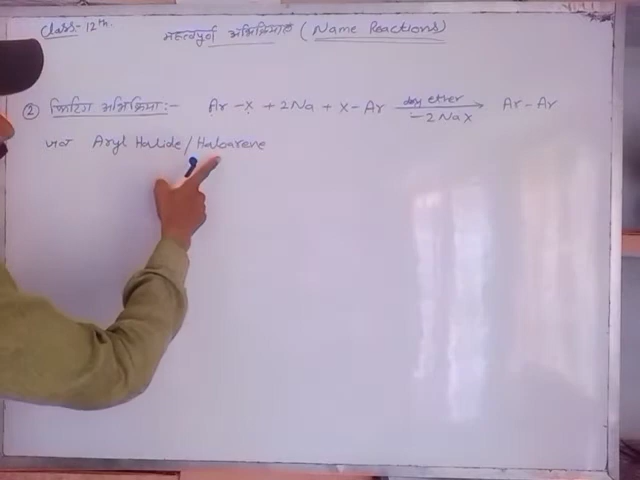 Class:- 12th.
महत्वपूर्ण अभिक्रियाएँ (Name Reactions)
② फिटिग अभिक्रिया:- Ar-X + 2Na + X-Ar dry ether -2NaX → Ar-Ar
जब Aryl Halide/Haloarene